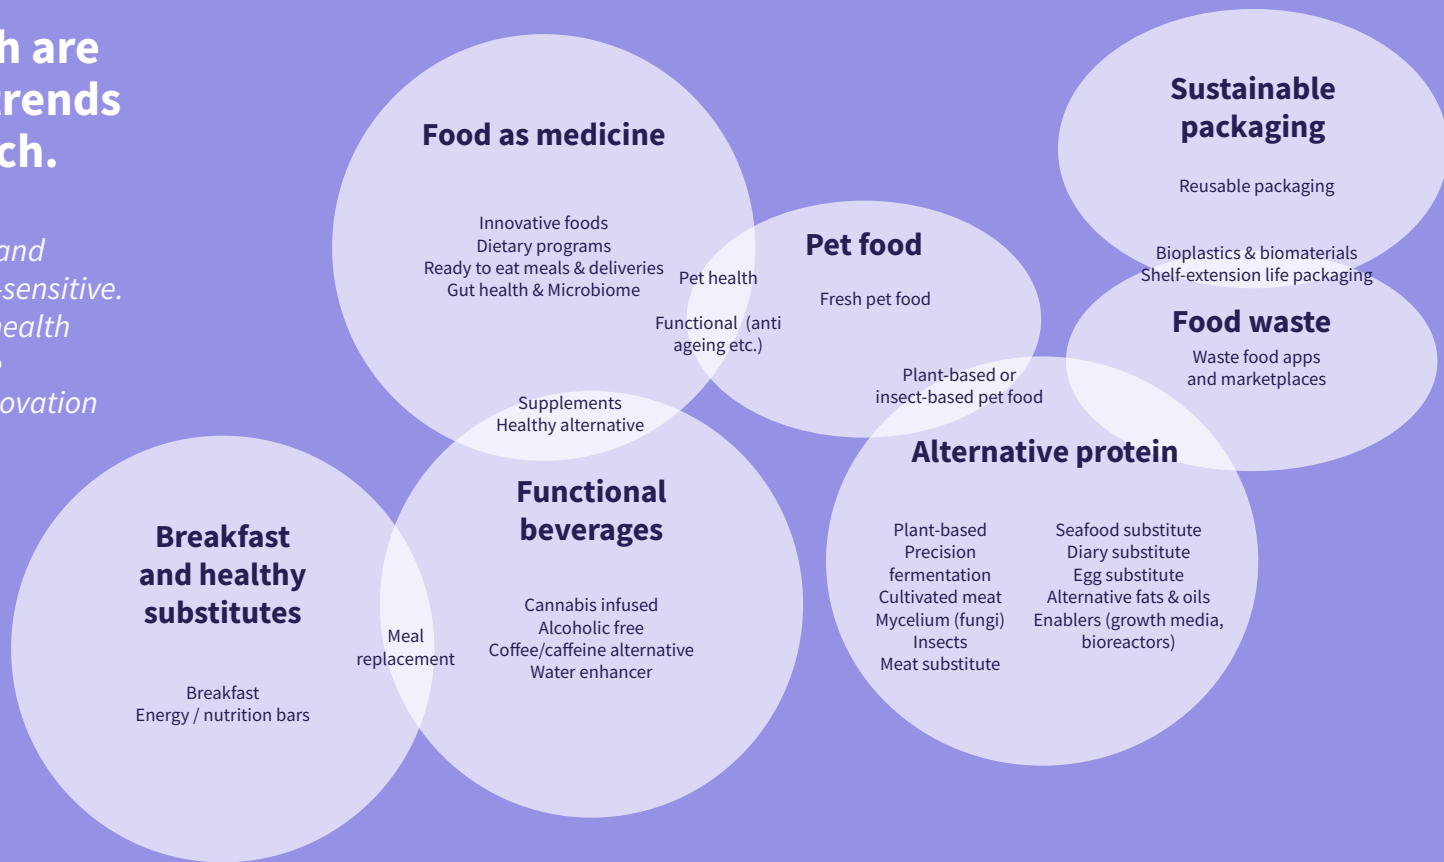 h are
trends
ch.
and
-sensitive.
health
ovation
Food as medicine
Innovative foods
Dietary programs
Ready to eat meals & deliveries
Gut health & Microbiome
Pet health
Functional (anti
ageing etc.)
Pet food
Fresh pet food
Plant-based or
insect-based pet food
Sustainable
packaging
Reusable packaging
Bioplastics & biomaterials
Shelf-extension life packaging
Food waste
Waste food apps
and marketplaces
Supplements
Healthy alternative
Functional
beverages
Cannabis infused
Alcoholic free
Coffee/caffeine alternative
Water enhancer
Meal
replacement
Breakfast
and healthy
substitutes
Breakfast
Energy / nutrition bars
Alternative protein
Plant-based
Precision
fermentation
Cultivated meat
Mycelium (fungi)
Insects
Meat substitute
Seafood substitute
Diary substitute
Egg substitute
Alternative fats & oils
Enablers (growth media,
bioreactors)